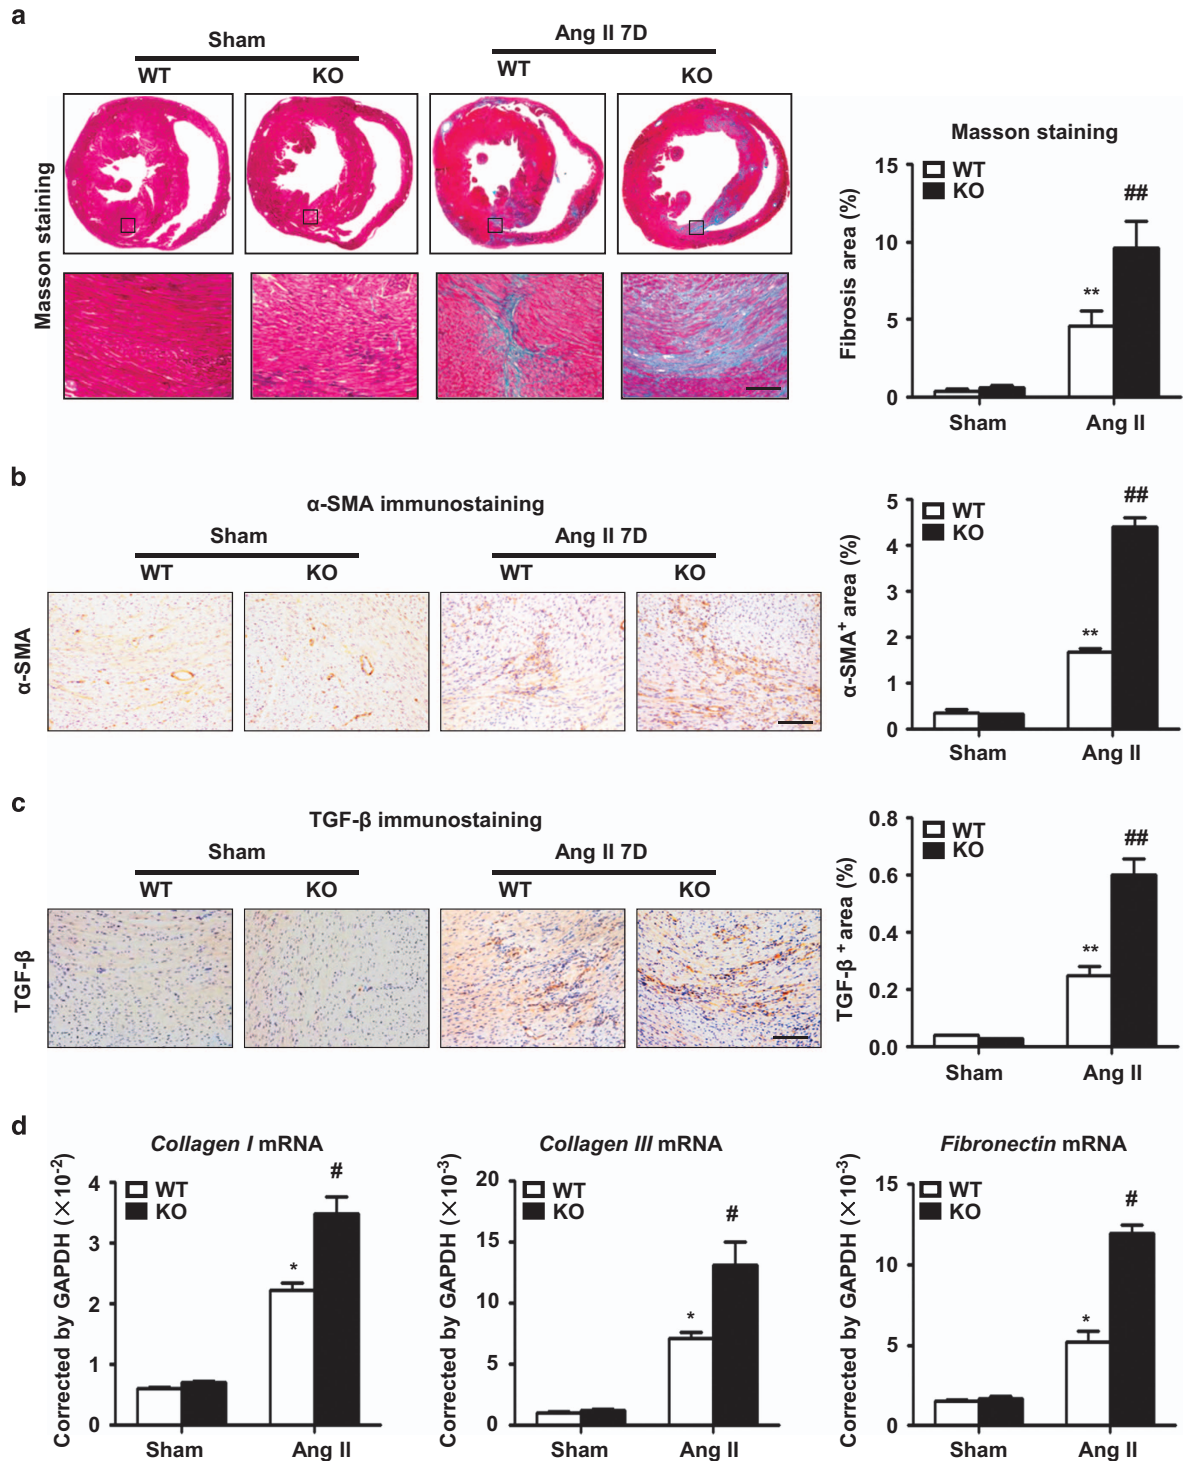 a
Sham
Ang II 7D
WT
KO
WT
KO
Masson staining
Masson staining
Fibrosis area (%)
15
10
5
0
WT
KO
**
##
Sham
Ang II
b
α-SMA immunostaining
Sham
Ang II 7D
WT
KO
WT
KO
α-SMA
α-SMA⁺ area (%)
5
4
3
2
1
0
WT
KO
**
##
Sham
Ang II
c
TGF-β immunostaining
Sham
Ang II 7D
WT
KO
WT
KO
TGF-β
TGF-β⁺ area (%)
0.8
0.6
0.4
0.2
0.0
WT
KO
**
##
Sham
Ang II
d
Collagen I mRNA
Corrected by GAPDH (×10⁻²)
4
3
2
1
0
WT
KO
*
#
Sham
Ang II
Collagen III mRNA
Corrected by GAPDH (×10⁻³)
20
15
10
5
0
WT
KO
*
#
Sham
Ang II
Fibronectin mRNA
Corrected by GAPDH (×10⁻³)
15
10
5
0
WT
KO
*
#
Sham
Ang II